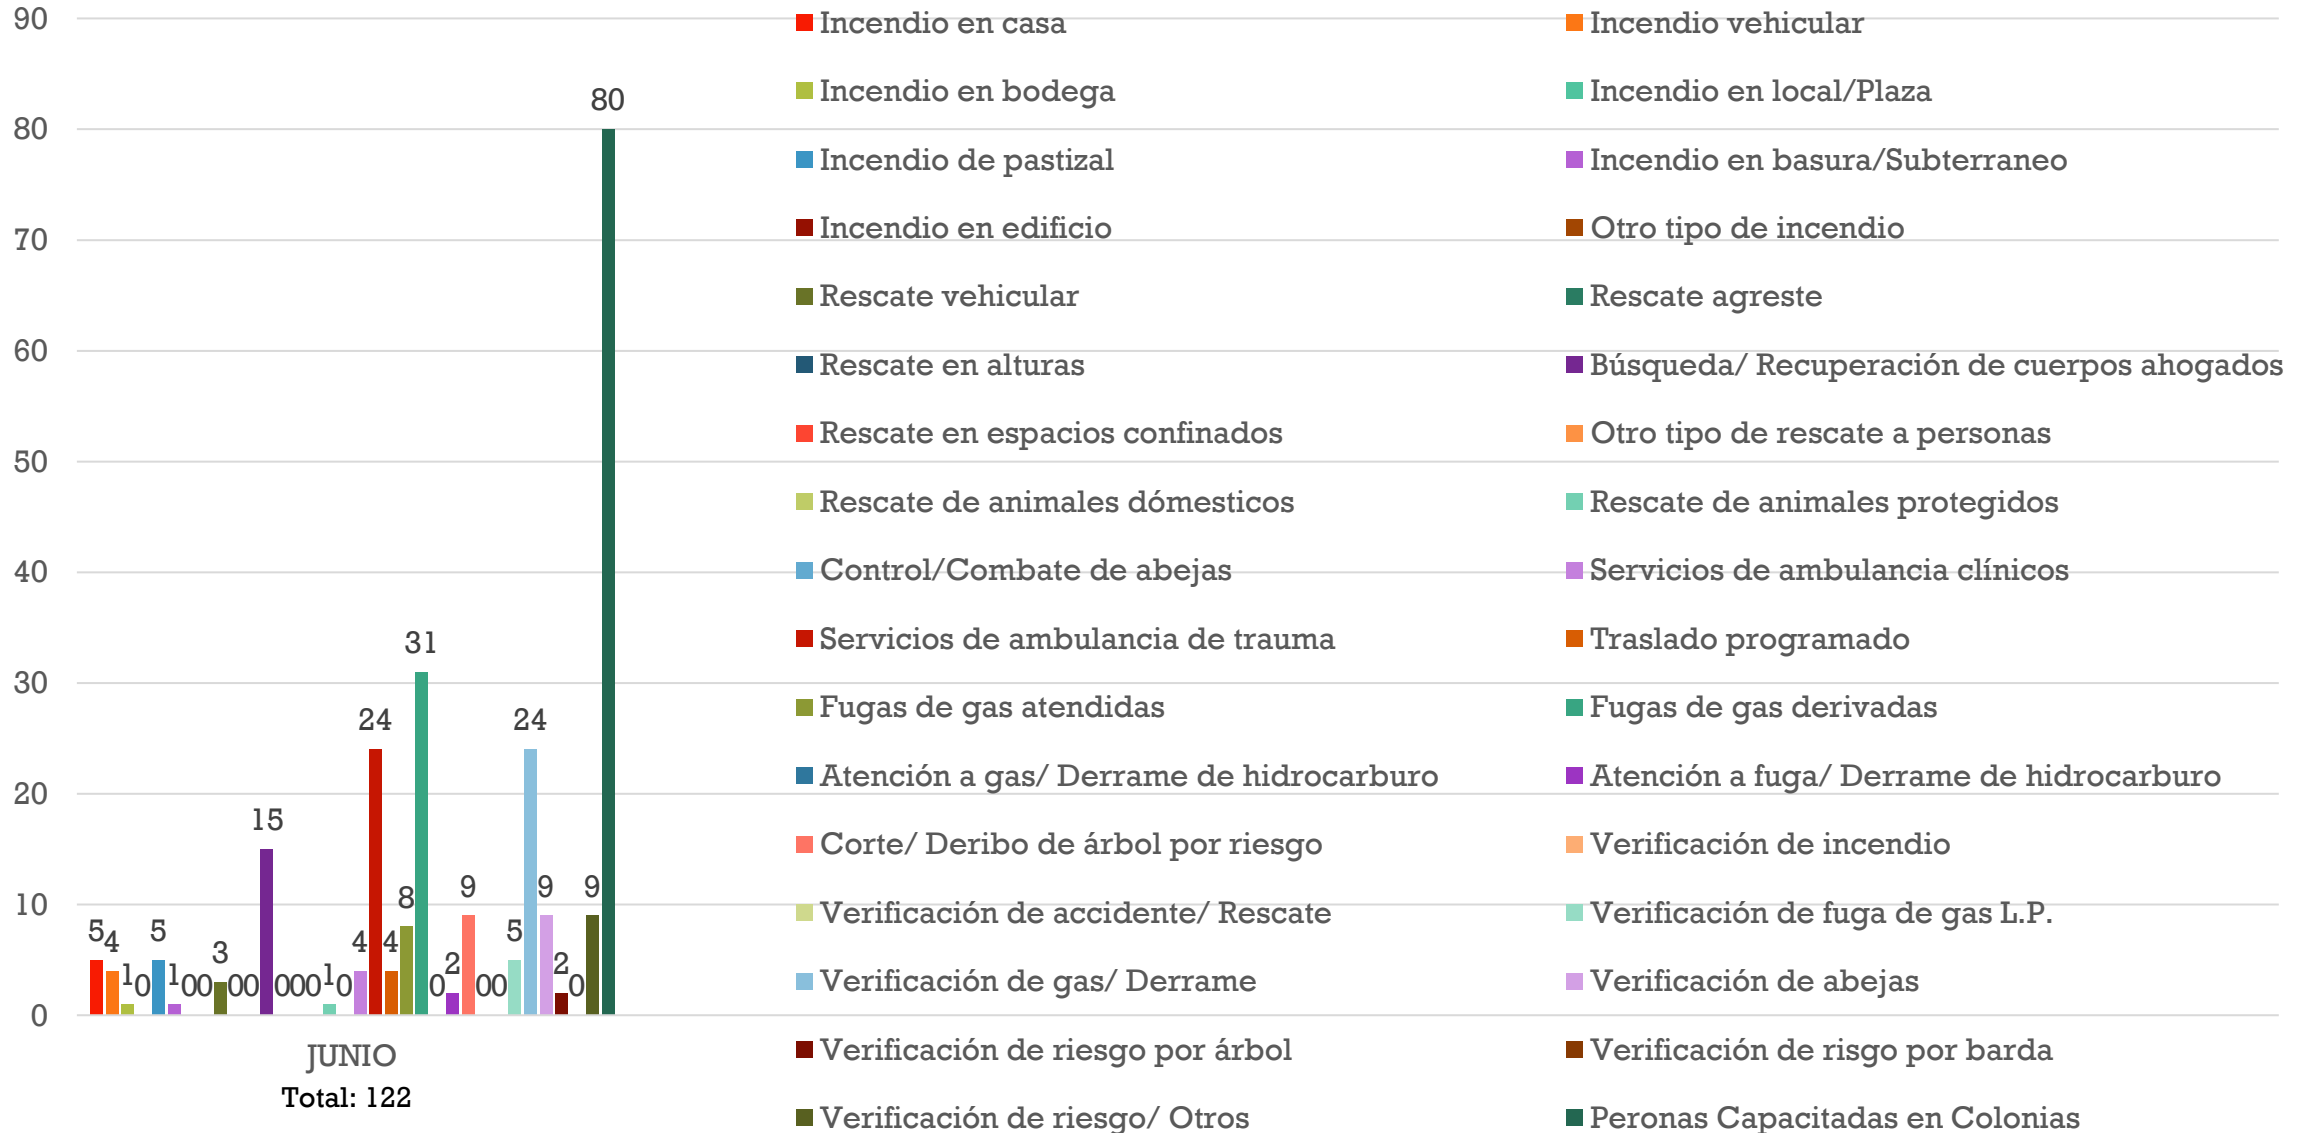 90
80
70
60
50
40
30
20
10
0
5 4 1 0 5 1 0 0 3 0 0 15 0 0 0 1 0 4 24 4 8 31 0 2 9 0 0 5 24 9 2 0 9 80
JUNIO
Total: 122
Incendio en casa
Incendio vehicular
Incendio en bodega
Incendio en local/Plaza
Incendio de pastizal
Incendio en basura/Subterraneo
Incendio en edificio
Otro tipo de incendio
Rescate vehicular
Rescate agreste
Rescate en alturas
Búsqueda/ Recuperación de cuerpos ahogados
Rescate en espacios confinados
Otro tipo de rescate a personas
Rescate de animales dómesticos
Rescate de animales protegidos
Control/Combate de abejas
Servicios de ambulancia clínicos
Servicios de ambulancia de trauma
Traslado programado
Fugas de gas atendidas
Fugas de gas derivadas
Atención a gas/ Derrame de hidrocarburo
Atención a fuga/ Derrame de hidrocarburo
Corte/ Deribo de árbol por riesgo
Verificación de incendio
Verificación de accidente/ Rescate
Verificación de fuga de gas L.P.
Verificación de gas/ Derrame
Verificación de abejas
Verificación de riesgo por árbol
Verificación de risgo por barda
Verificación de riesgo/ Otros
Peronas Capacitadas en Colonias